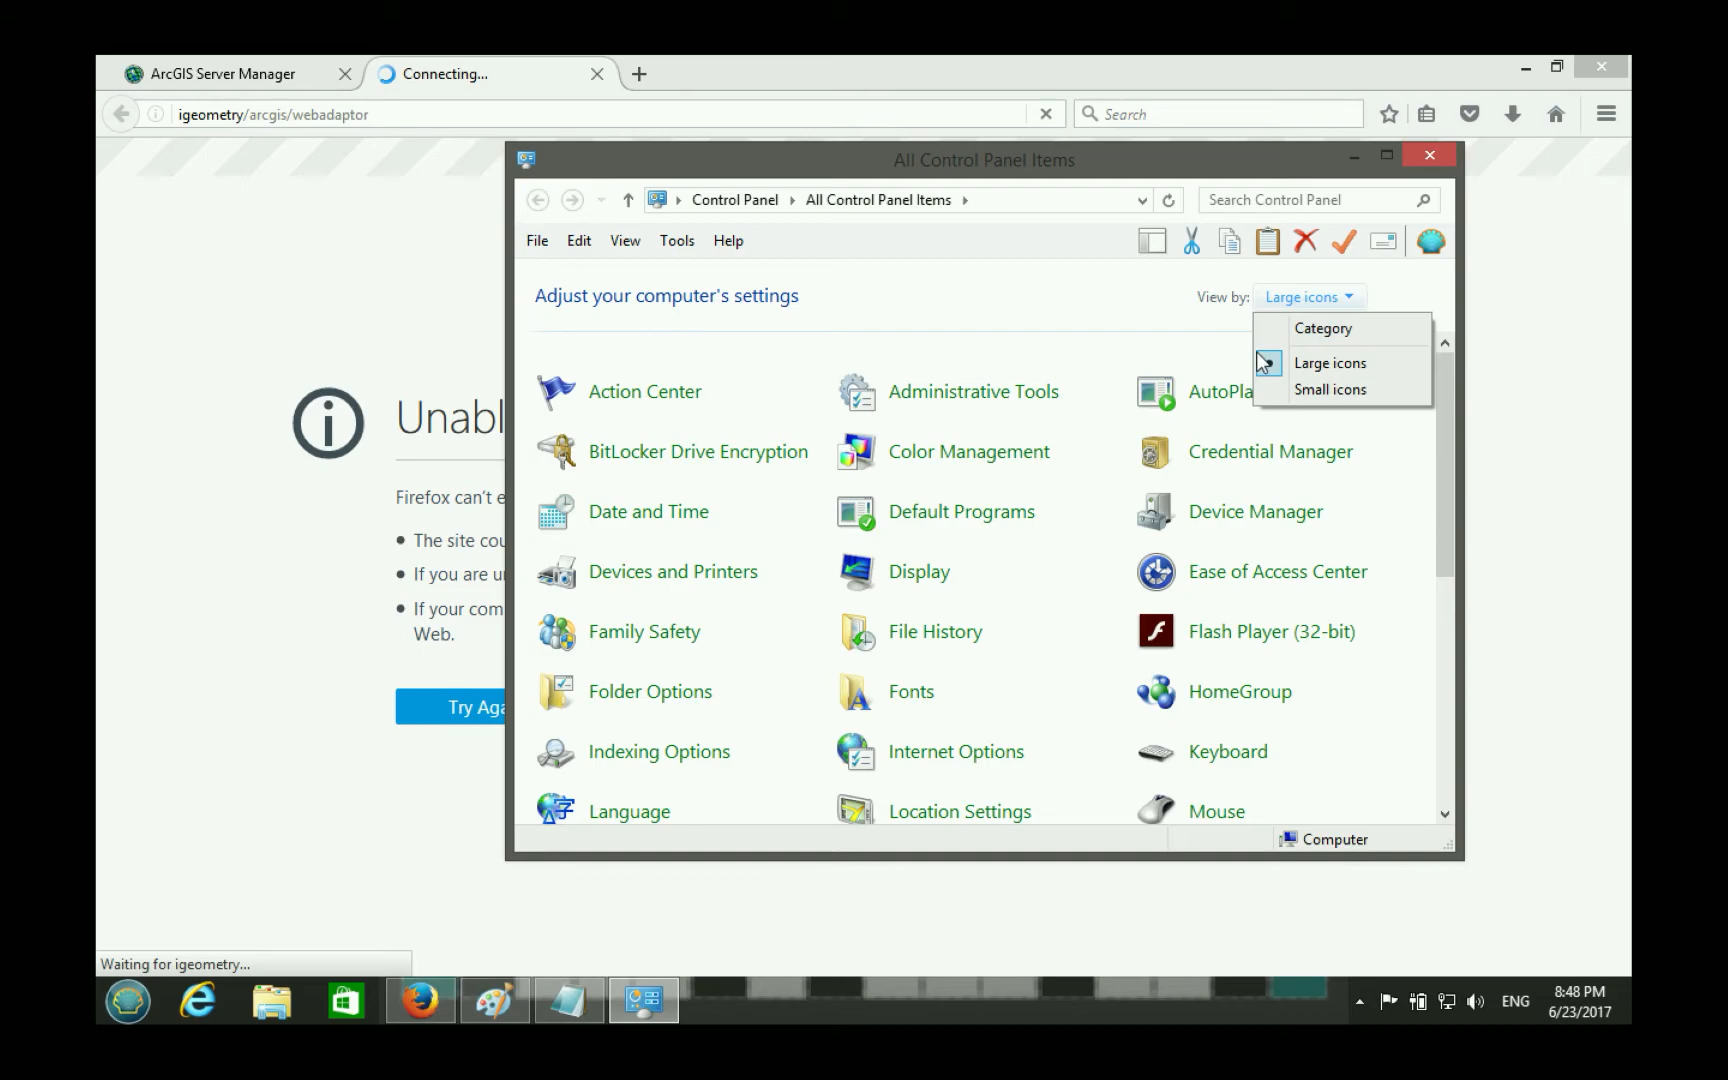 ArcGIS Server Manager
Connecting...
igeometry/arcgis/webadaptor
Search
All Control Panel Items
Control Panel
All Control Panel Items
Search Control Panel
File Edit View Tools Help
Adjust your computer's settings
View by: Large icons
Category
Large icons
Small icons
Action Center
Administrative Tools
BitLocker Drive Encryption
Color Management
Credential Manager
Date and Time
Default Programs
Device Manager
Devices and Printers
Display
Ease of Access Center
Family Safety
File History
Flash Player (32-bit)
Folder Options
Fonts
HomeGroup
Indexing Options
Internet Options
Keyboard
Language
Location Settings
Mouse
Computer
Firefox can't
The site
If you are
If your com
Web.
Try
Waiting for igeometry...
ENG
8:48 PM
6/23/2017